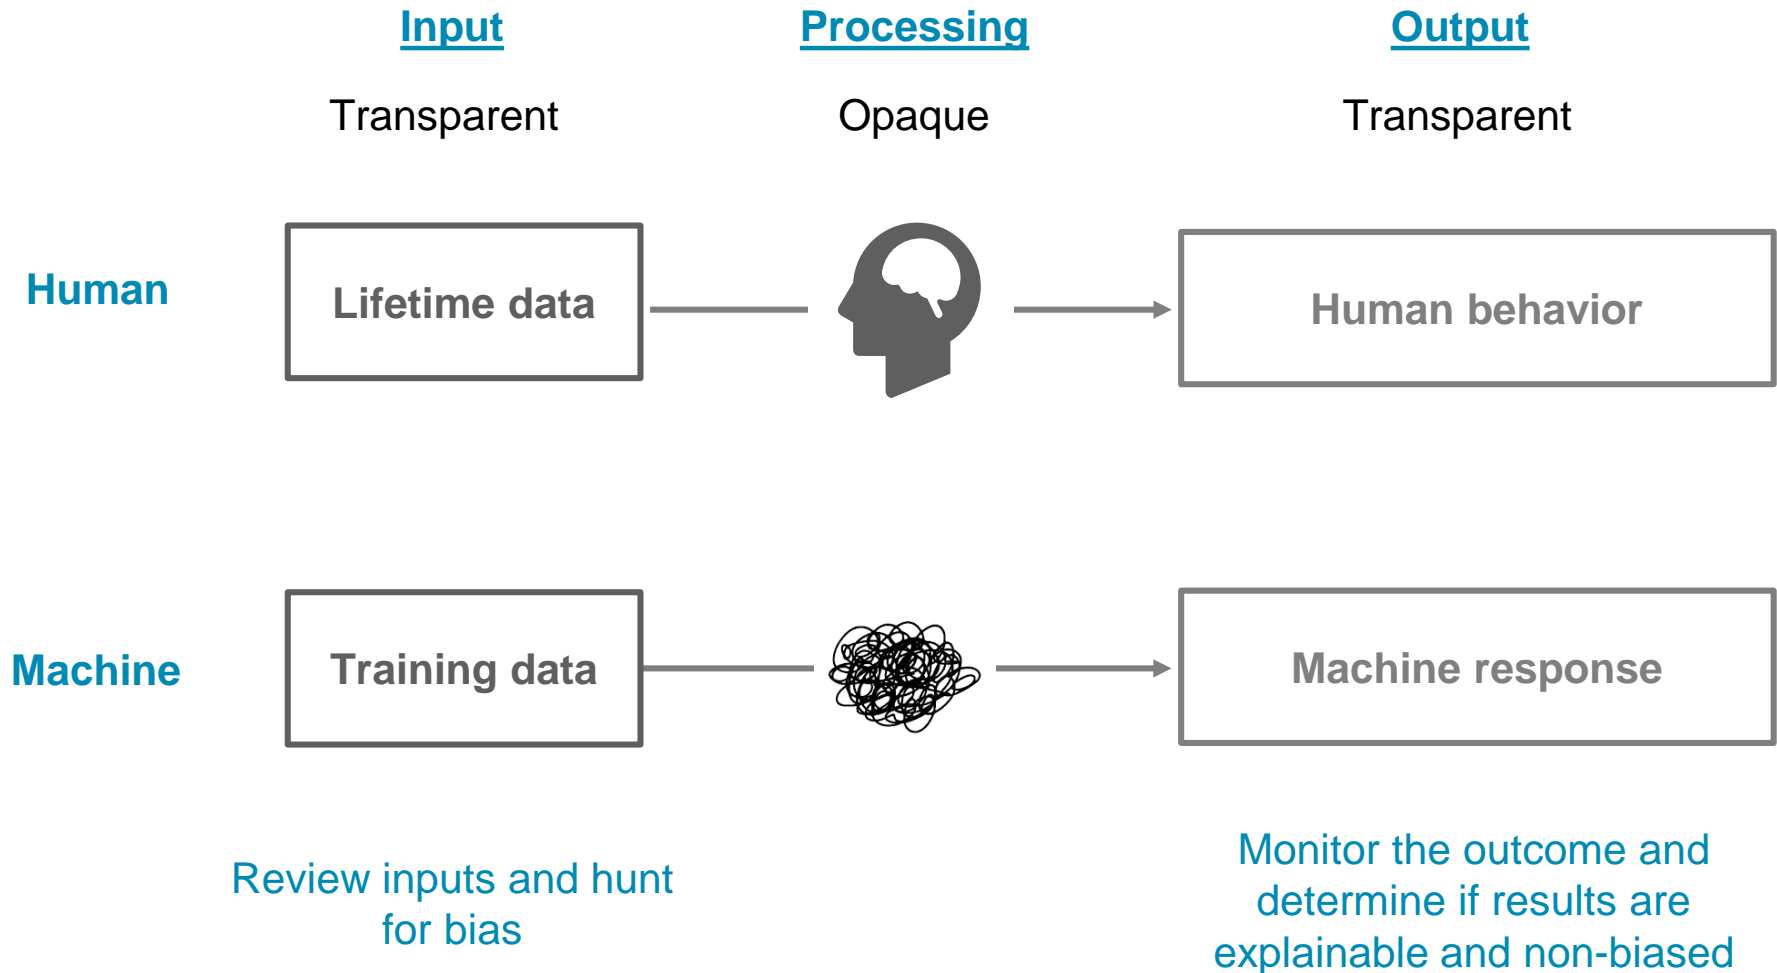 Input
Processing
Output
Transparent
Opaque
Transparent
Human
Lifetime data
Human behavior
Machine
Training data
Machine response
Review inputs and hunt
for bias
Monitor the outcome and
determine if results are
explainable and non-biased